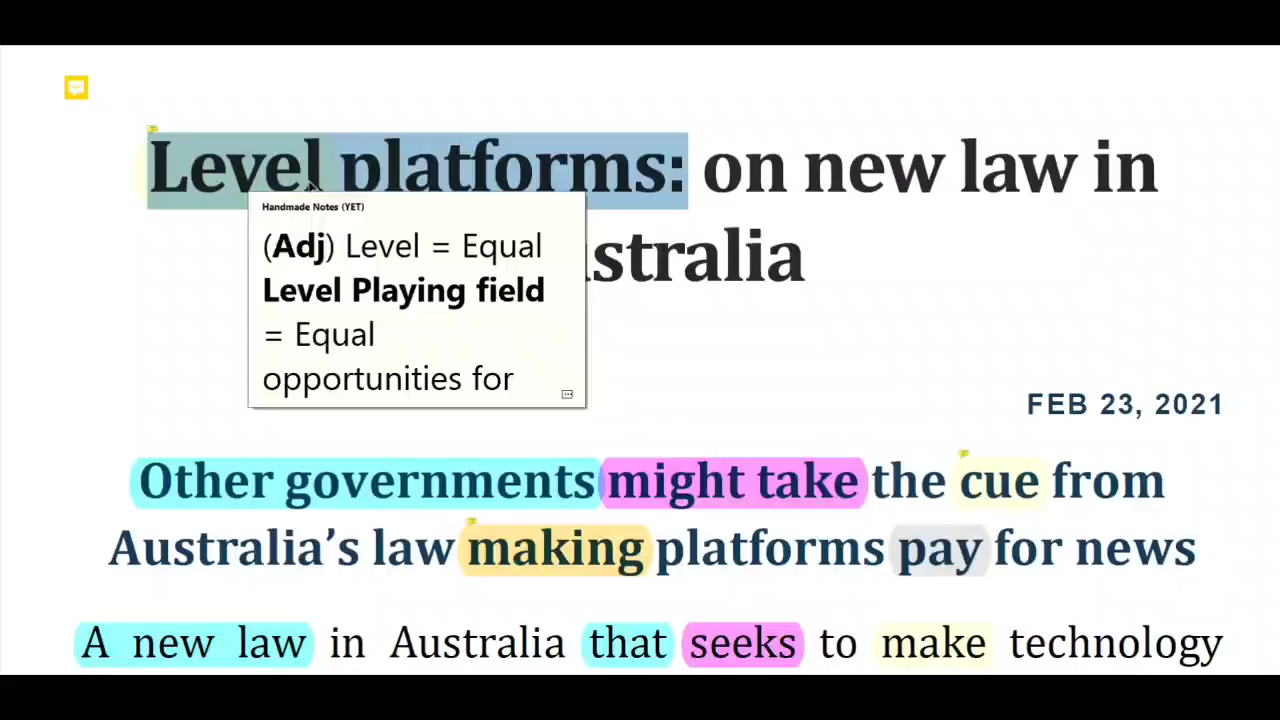 Level platforms: on new law in
stralia
Handmade Notes (YET)
(Adj) Level = Equal
Level Playing field
= Equal
opportunities for
FEB 23, 2021
Other governments might take the cue from
Australia’s law making platforms pay for news
A new law in Australia that seeks to make technology